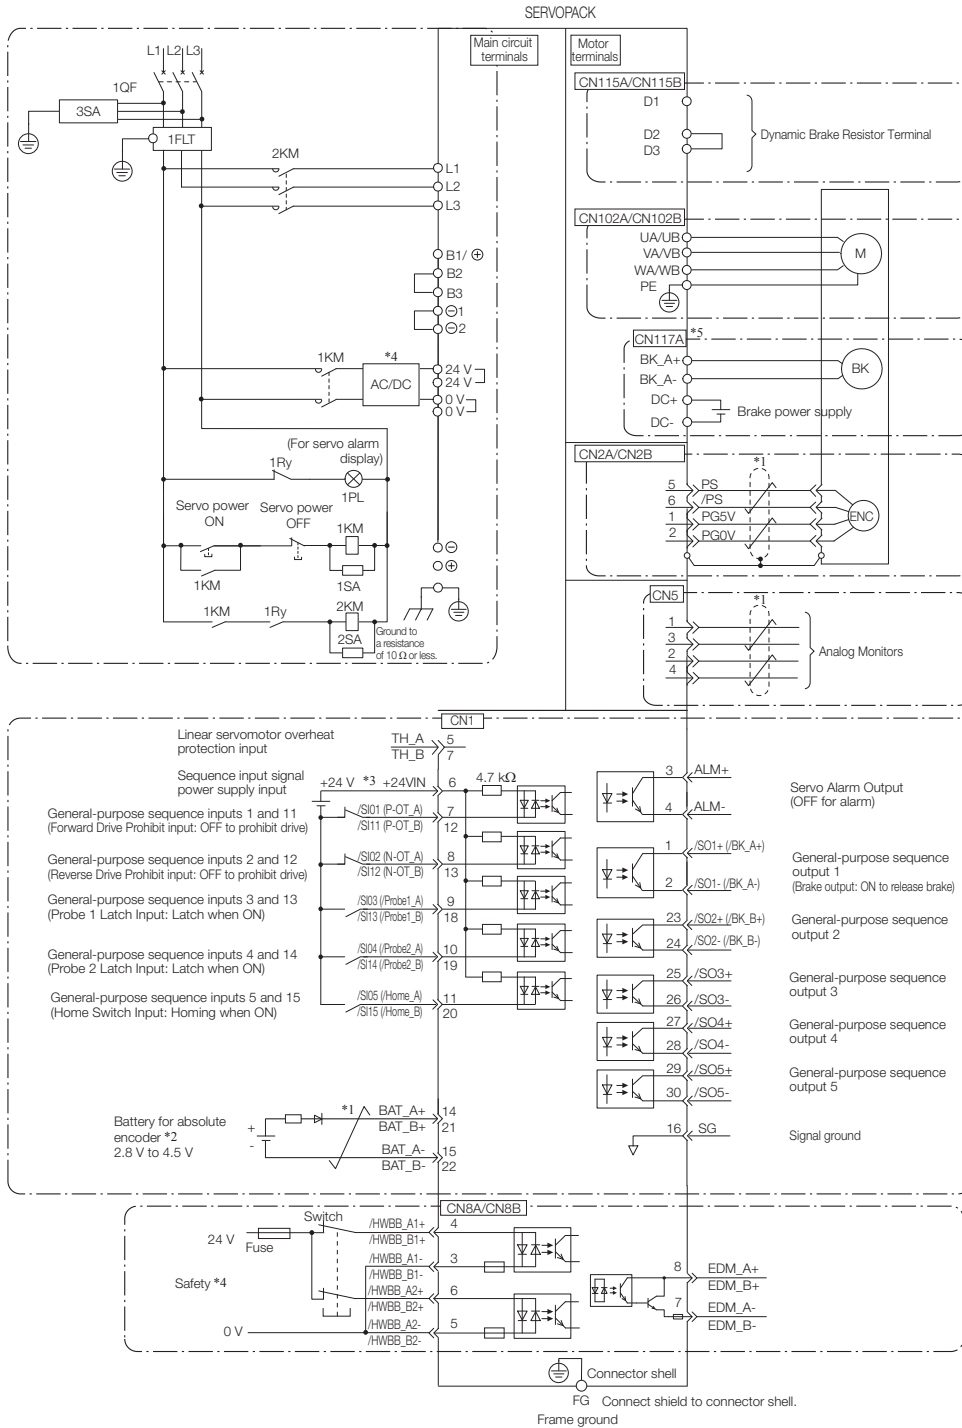 SERVOPACK
Main circuit
terminals
Motor
terminals
L1 L2 L3
1QF
3SA
1FLT
2KM
L1
L2
L3
B1/ ⊕
B2
B3
⊖1
⊖2
1KM
*4
AC/DC
24 V
24 V
0 V
0 V
(For servo alarm
display)
1Ry
1PL
Servo power
ON
Servo power
OFF
1KM
1KM
1SA
⊖
⊕
1KM
1Ry
2KM
2SA
Ground to
a resistance
of 10 Ω or less.
CN115A/CN115B
D1
D2
D3
Dynamic Brake Resistor Terminal
CN102A/CN102B
UA/UB
VA/VB
WA/WB
PE
M
CN117A
*5
BK_A+
BK_A-
BK
DC+
DC-
Brake power supply
CN2A/CN2B
*1
5 PS
6 /PS
1 PG5V
2 PG0V
ENC
CN5
*1
1
3
2
4
Analog Monitors
CN1
Linear servomotor overheat
protection input
TH_A 5
TH_B 7
Sequence input signal
power supply input
+24 V *3 +24VIN 6
4.7 kΩ
General-purpose sequence inputs 1 and 11
(Forward Drive Prohibit input: OFF to prohibit drive)
/SI01 (P-OT_A) 7
/SI11 (P-OT_B) 12
General-purpose sequence inputs 2 and 12
(Reverse Drive Prohibit input: OFF to prohibit drive)
/SI02 (N-OT_A) 8
/SI12 (N-OT_B) 13
General-purpose sequence inputs 3 and 13
(Probe 1 Latch Input: Latch when ON)
/SI03 (/Probe1_A) 9
/SI13 (/Probe1_B) 18
General-purpose sequence inputs 4 and 14
(Probe 2 Latch Input: Latch when ON)
/SI04 (/Probe2_A) 10
/SI14 (/Probe2_B) 19
General-purpose sequence inputs 5 and 15
(Home Switch Input: Homing when ON)
/SI05 (/Home_A) 11
/SI15 (/Home_B) 20
3 ALM+
4 ALM-
Servo Alarm Output
(OFF for alarm)
1 /SO1+ (/BK_A+)
2 /SO1- (/BK_A-)
General-purpose sequence
output 1
(Brake output: ON to release brake)
23 /SO2+ (/BK_B+)
24 /SO2- (/BK_B-)
General-purpose sequence
output 2
25 /SO3+
26 /SO3-
General-purpose sequence
output 3
27 /SO4+
28 /SO4-
General-purpose sequence
output 4
29 /SO5+
30 /SO5-
General-purpose sequence
output 5
Battery for absolute
encoder *2
2.8 V to 4.5 V
+
-
*1
BAT_A+ 14
BAT_B+ 21
BAT_A- 15
BAT_B- 22
16 SG
Signal ground
CN8A/CN8B
24 V
Fuse
Switch
Safety *4
0 V
/HWBB_A1+ 4
/HWBB_B1+
/HWBB_A1- 3
/HWBB_B1-
/HWBB_A2+ 6
/HWBB_B2+
/HWBB_A2- 5
/HWBB_B2-
8 EDM_A+
EDM_B+
7 EDM_A-
EDM_B-
Connector shell
FG Connect shield to connector shell.
Frame ground